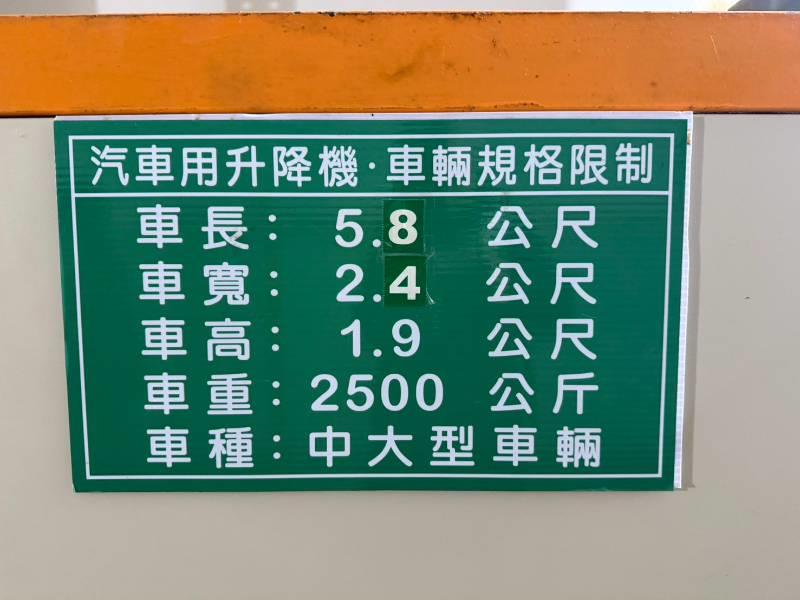 汽車用升降機·車輛規格限制
車長：5.8 公尺
車寬：2.4 公尺
車高：1.9 公尺
車重：2500 公斤
車種：中大型車輛